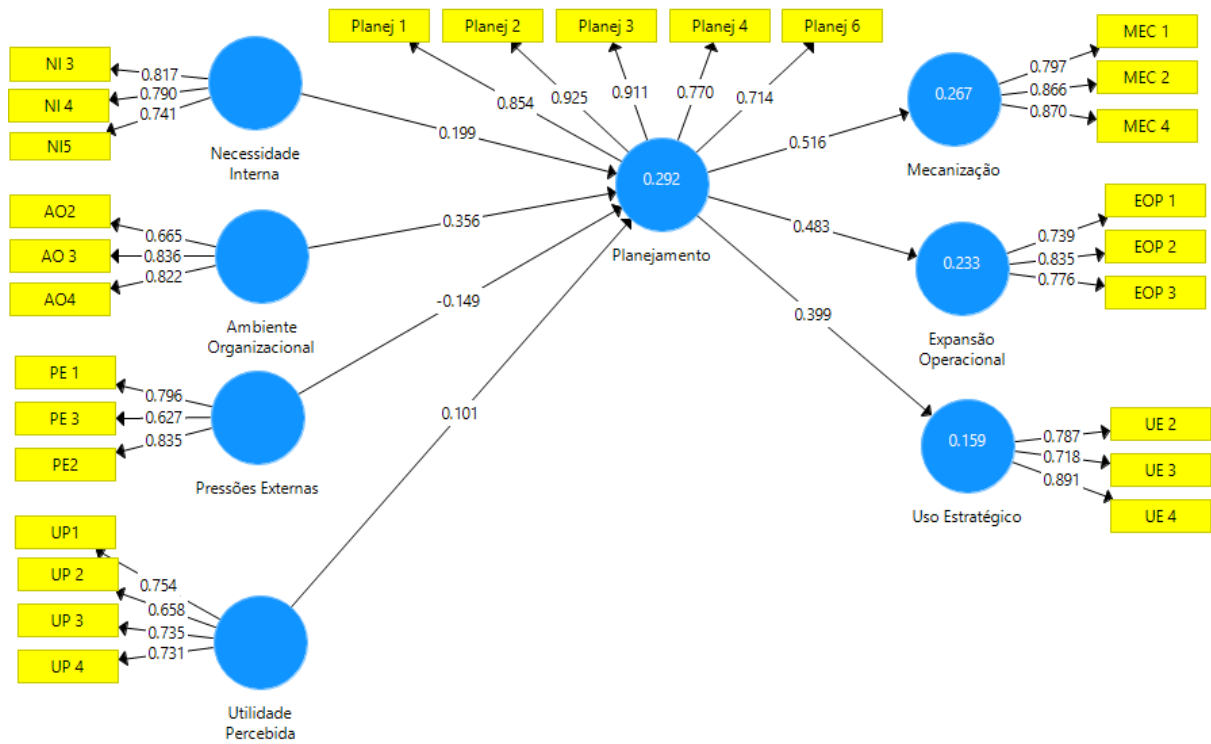 Planej 1
Planej 2
Planej 3
Planej 4
Planej 6
0.854
0.925
0.911
0.770
0.714
NI 3
NI 4
NI5
0.817
0.790
0.741
Necessidade
Interna
0.199
AO2
AO 3
AO4
0.665
0.836
0.822
Ambiente
Organizacional
0.356
PE 1
PE 3
PE2
0.796
0.627
0.835
Pressões Externas
-0.149
UP1
UP 2
UP 3
UP 4
0.754
0.658
0.735
0.731
Utilidade
Percebida
0.101
0.292
Planejamento
0.516
0.483
0.399
0.267
Mecanização
0.797
0.866
0.870
MEC 1
MEC 2
MEC 4
0.233
Expansão
Operacional
0.739
0.835
0.776
EOP 1
EOP 2
EOP 3
0.159
Uso Estratégico
0.787
0.718
0.891
UE 2
UE 3
UE 4